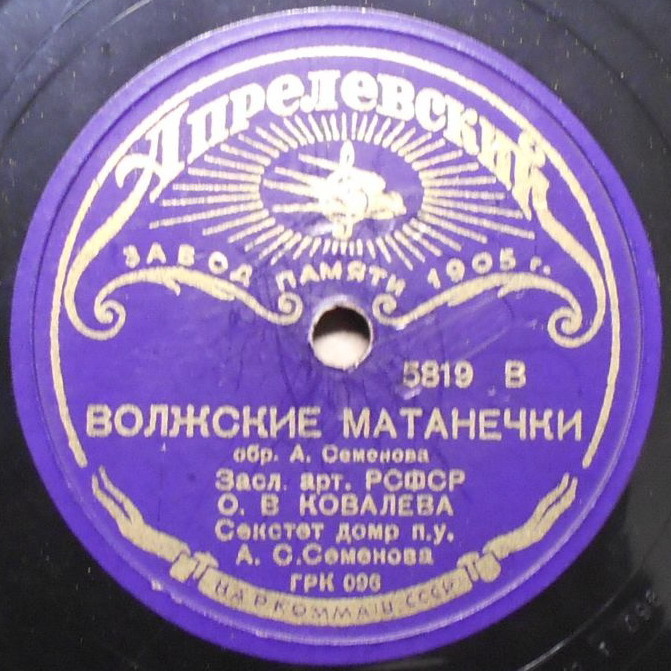 Апрелевский
ЗАВОД ПАМЯТИ 1905 г.
5819 В
ВОЛЖСКИЕ МАТАНЕЧКИ
обр. А. Семенова
Засл. арт. РСФСР
О. В КОВАЛЕВА
Секстет домр п.у.
А. С. Семенова
ГРК 096
НАРКОММАШ СССР